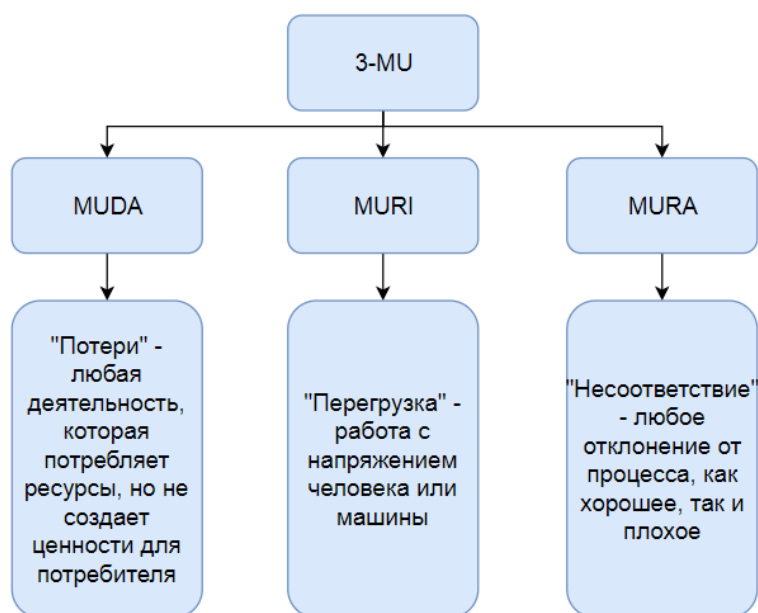 3-MU
MUDA
MURI
MURA
"Потери" -
любая
деятельность,
которая
потребляет
ресурсы, но не
создает
ценности для
потребителя
"Перегрузка" -
работа с
напряжением
человека или
машины
"Несоответствие"
- любое
отклонение от
процесса, как
хорошее, так и
плохое